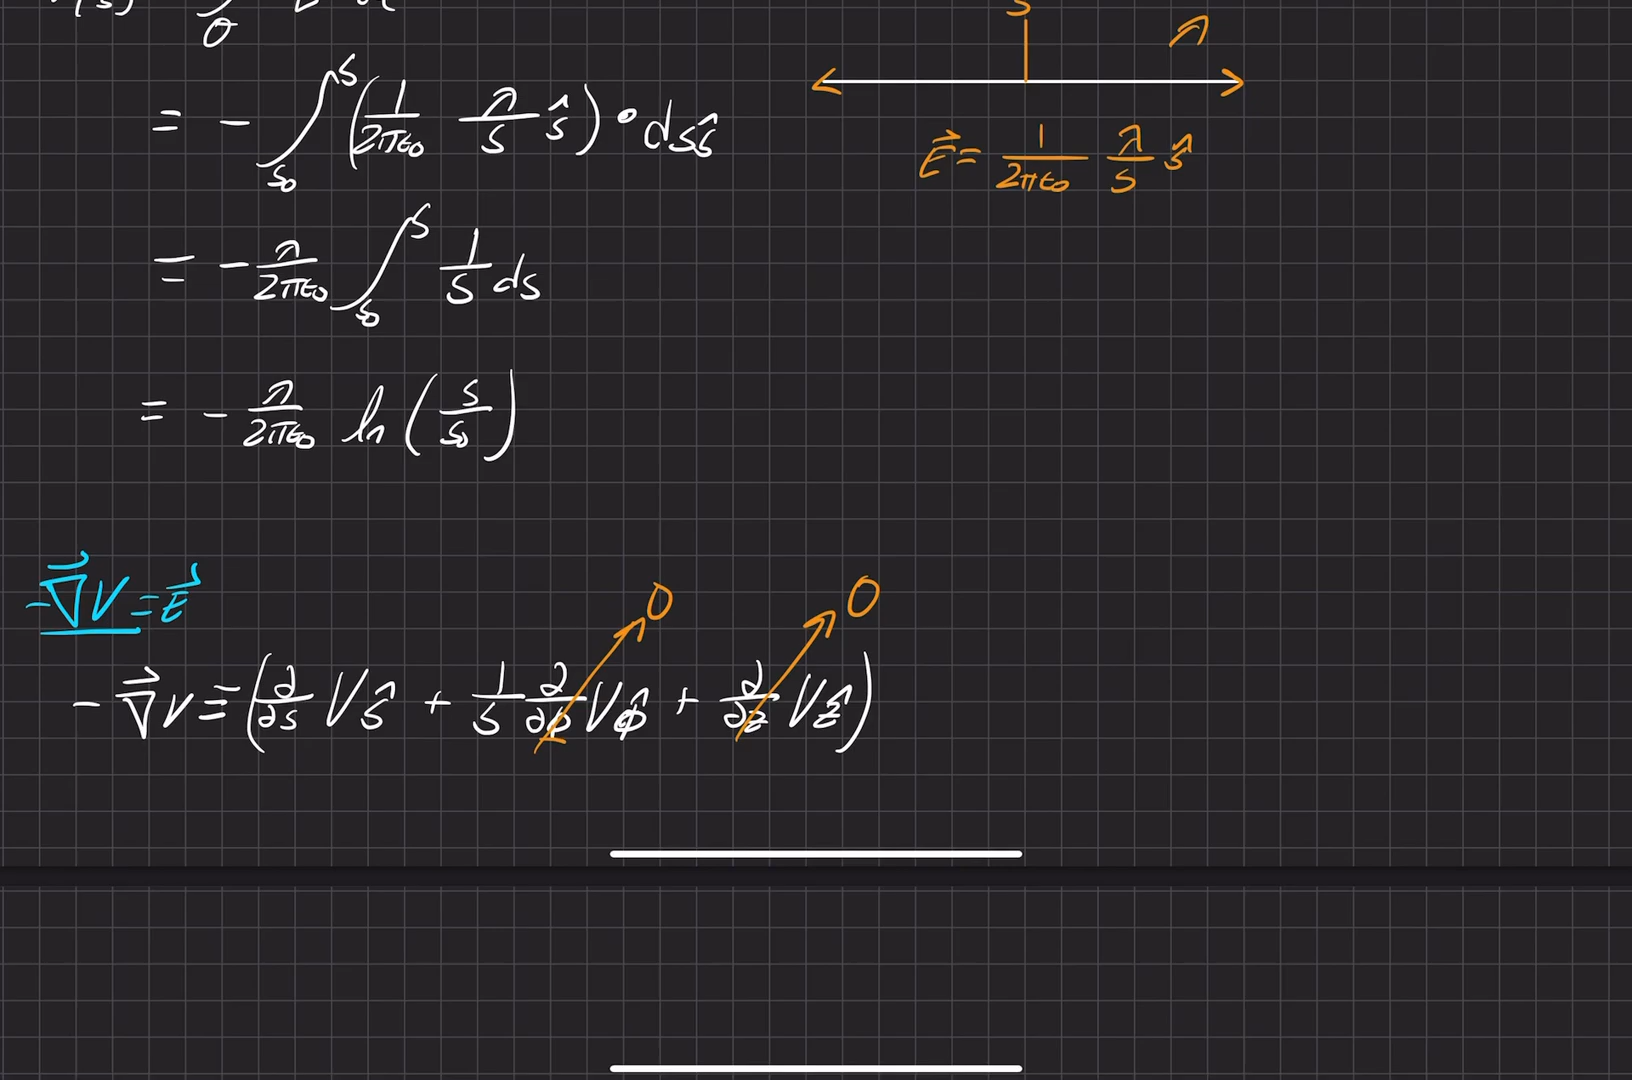 = - ∫_{s₀}^{s} (1/(2πε₀) λ/s ŝ) • ds ŝ
= - λ/(2πε₀) ∫_{s₀}^{s} 1/s ds
= - λ/(2πε₀) ln(s/s₀)
s
λ
E⃗ = 1/(2πε₀) λ/s ŝ
-∇⃗V = E⃗
0 0
- ∇⃗V = (∂/∂s V ŝ + 1/s ∂/∂φ V φ̂ + ∂/∂z V ẑ)